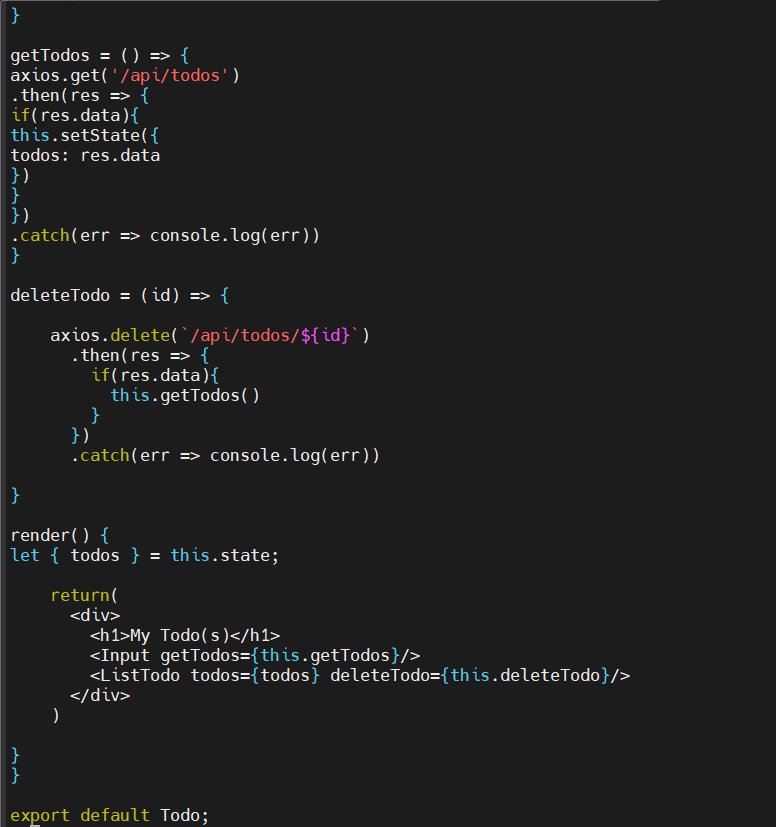 }

getTodos = () => {
axios.get('/api/todos')
.then(res => {
if(res.data){
this.setState({
todos: res.data
})
}
})
.catch(err => console.log(err))
}

deleteTodo = (id) => {

    axios.delete(`/api/todos/${id}`)
      .then(res => {
        if(res.data){
          this.getTodos()
        }
      })
      .catch(err => console.log(err))

}

render() {
let { todos } = this.state;

    return(
      <div>
        <h1>My Todo(s)</h1>
        <Input getTodos={this.getTodos}/>
        <ListTodo todos={todos} deleteTodo={this.deleteTodo}/>
      </div>
    )

}
}

export default Todo;